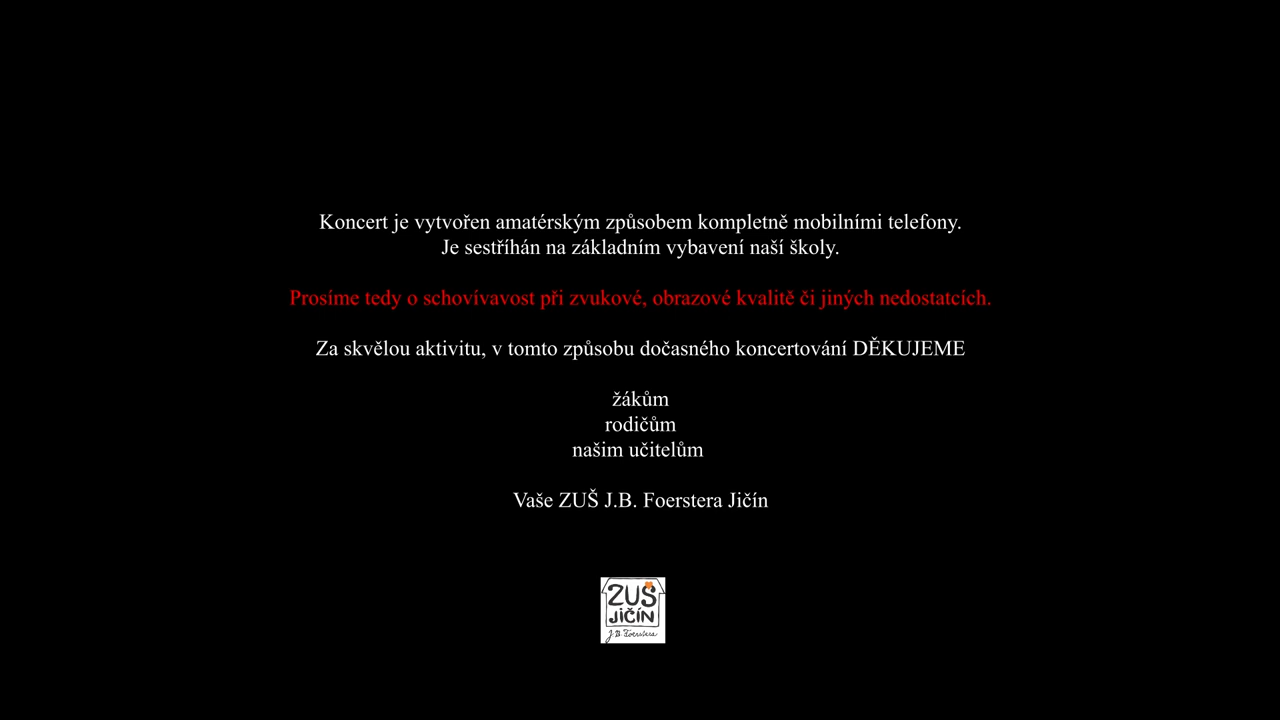 Koncert je vytvořen amatérským způsobem kompletně mobilními telefony.
Je sestříhán na základním vybavení naší školy.
Prosíme tedy o schovívavost při zvukové, obrazové kvalitě či jiných nedostatcích.
Za skvělou aktivitu, v tomto způsobu dočasného koncertování DĚKUJEME
žákům
rodičům
našim učitelům
Vaše ZUŠ J.B. Foerstera Jičín
ZUŠ
JIČÍN
J. B. Foerstera